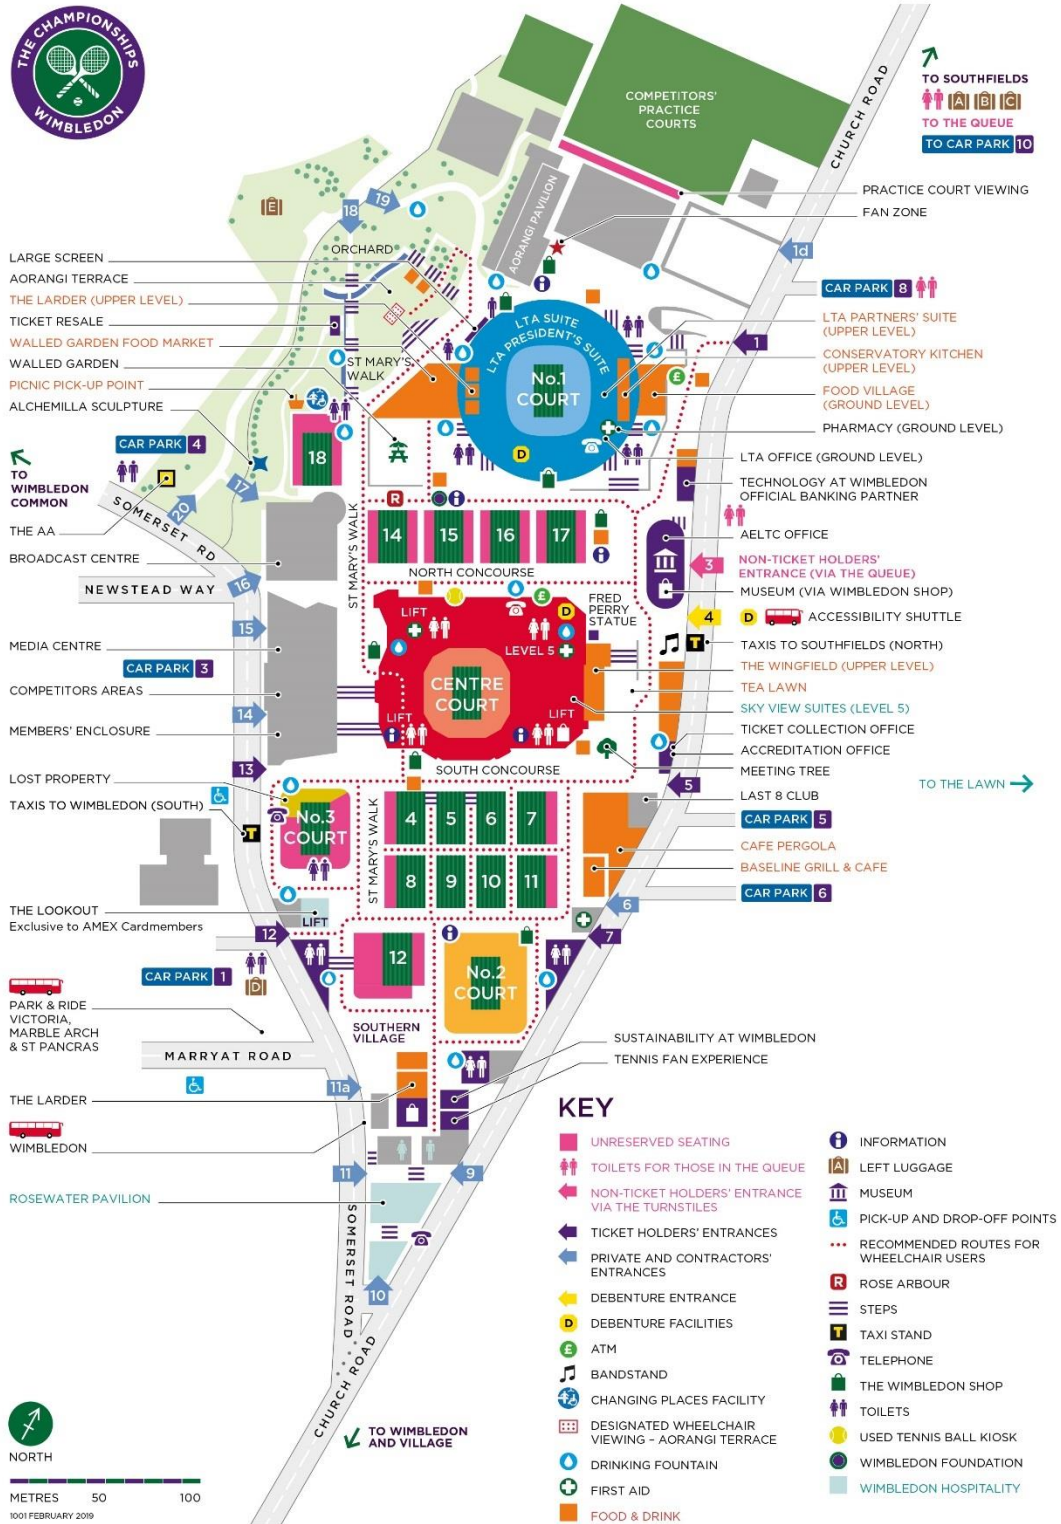 THE CHAMPIONSHIPS
WIMBLEDON
COMPETITORS'
PRACTICE
COURTS
CHURCH ROAD
TO SOUTHFIELDS
A B C
TO THE QUEUE
TO CAR PARK 10
PRACTICE COURT VIEWING
FAN ZONE
E
18
19
ORCHARD
AORANGI PAVILION
1d
CAR PARK 8
LARGE SCREEN
AORANGI TERRACE
THE LARDER (UPPER LEVEL)
TICKET RESALE
WALLED GARDEN FOOD MARKET
WALLED GARDEN
PICNIC PICK-UP POINT
ALCHEMILLA SCULPTURE
CAR PARK 4
TO
WIMBLEDON
COMMON
THE AA
BROADCAST CENTRE
NEWSTEAD WAY
SOMERSET RD
20
17
16
15
14
13
ST MARY'S
WALK
LTA SUITE
LTA PRESIDENT'S SUITE
No.1
COURT
D
£
1
LTA PARTNERS' SUITE
(UPPER LEVEL)
CONSERVATORY KITCHEN
(UPPER LEVEL)
FOOD VILLAGE
(GROUND LEVEL)
PHARMACY (GROUND LEVEL)
LTA OFFICE (GROUND LEVEL)
TECHNOLOGY AT WIMBLEDON
OFFICIAL BANKING PARTNER
AELTC OFFICE
3
NON-TICKET HOLDERS'
ENTRANCE (VIA THE QUEUE)
MUSEUM (VIA WIMBLEDON SHOP)
4 D ACCESSIBILITY SHUTTLE
T
TAXIS TO SOUTHFIELDS (NORTH)
THE WINGFIELD (UPPER LEVEL)
TEA LAWN
SKY VIEW SUITES (LEVEL 5)
TICKET COLLECTION OFFICE
ACCREDITATION OFFICE
MEETING TREE
5
TO THE LAWN
LAST 8 CLUB
CAR PARK 5
CAFE PERGOLA
BASELINE GRILL & CAFE
CAR PARK 6
6
7
18
R
14
15
16
17
NORTH CONCOURSE
ST MARY'S WALK
FRED
PERRY
STATUE
LIFT
£
D
LEVEL 5
CENTRE
COURT
LIFT
LIFT
SOUTH CONCOURSE
MEDIA CENTRE
CAR PARK 3
COMPETITORS AREAS
MEMBERS' ENCLOSURE
LOST PROPERTY
TAXIS TO WIMBLEDON (SOUTH)
T
No.3
COURT
ST MARY'S WALK
4
5
6
7
8
9
10
11
THE LOOKOUT
Exclusive to AMEX Cardmembers
LIFT
12
CAR PARK 1
D
12
No.2
COURT
PARK & RIDE
VICTORIA,
MARBLE ARCH
& ST PANCRAS
MARRYAT ROAD
SOUTHERN
VILLAGE
SUSTAINABILITY AT WIMBLEDON
TENNIS FAN EXPERIENCE
11a
THE LARDER
WIMBLEDON
11
9
ROSEWATER PAVILION
10
SOMERSET ROAD
CHURCH ROAD
TO WIMBLEDON
AND VILLAGE
NORTH
METRES 50 100
1001 FEBRUARY 2019
KEY
UNRESERVED SEATING
TOILETS FOR THOSE IN THE QUEUE
NON-TICKET HOLDERS' ENTRANCE
VIA THE TURNSTILES
TICKET HOLDERS' ENTRANCES
PRIVATE AND CONTRACTORS'
ENTRANCES
DEBENTURE ENTRANCE
D DEBENTURE FACILITIES
£ ATM
BANDSTAND
CHANGING PLACES FACILITY
DESIGNATED WHEELCHAIR
VIEWING – AORANGI TERRACE
DRINKING FOUNTAIN
FIRST AID
FOOD & DRINK
INFORMATION
A LEFT LUGGAGE
MUSEUM
PICK-UP AND DROP-OFF POINTS
RECOMMENDED ROUTES FOR
WHEELCHAIR USERS
R ROSE ARBOUR
STEPS
T TAXI STAND
TELEPHONE
THE WIMBLEDON SHOP
TOILETS
USED TENNIS BALL KIOSK
WIMBLEDON FOUNDATION
WIMBLEDON HOSPITALITY